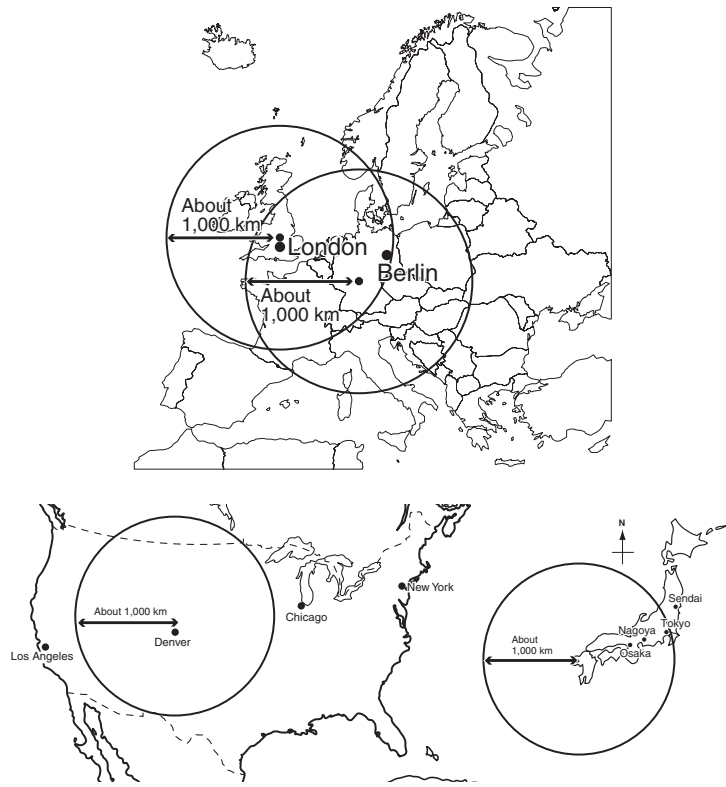 About
1,000 km
London
Berlin
About
1,000 km
About 1,000 km
Denver
Los Angeles
Chicago
New York
N
Sendai
Tokyo
Nagoya
Osaka
About
1,000 km